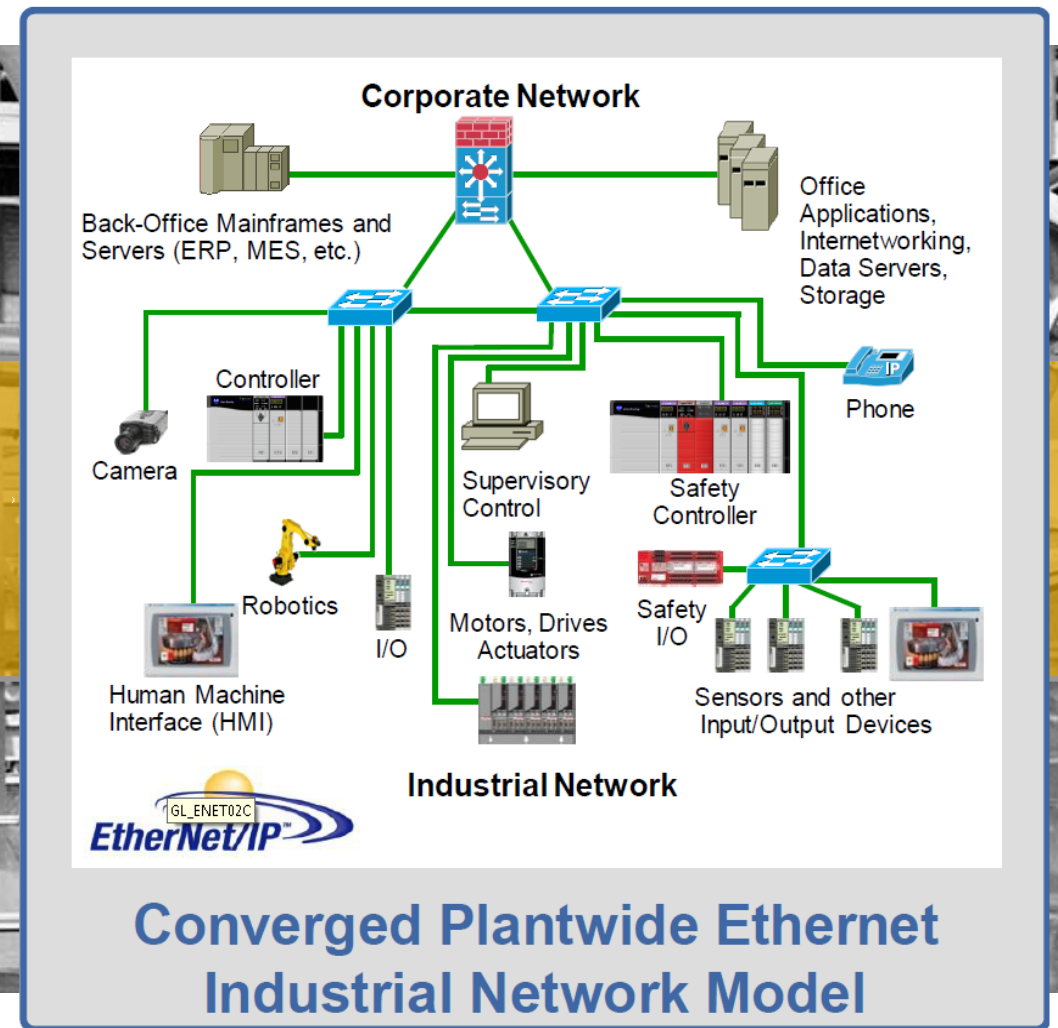 Corporate Network
Back-Office Mainframes and
Servers (ERP, MES, etc.)
Office
Applications,
Internetworking,
Data Servers,
Storage
Controller
Camera
Supervisory
Control
Safety
Controller
IP
Phone
Robotics
I/O
Motors, Drives
Actuators
Safety
I/O
Human Machine
Interface (HMI)
Sensors and other
Input/Output Devices
Industrial Network
GL_ENET02C
EtherNet/IP™
Converged Plantwide Ethernet
Industrial Network Model